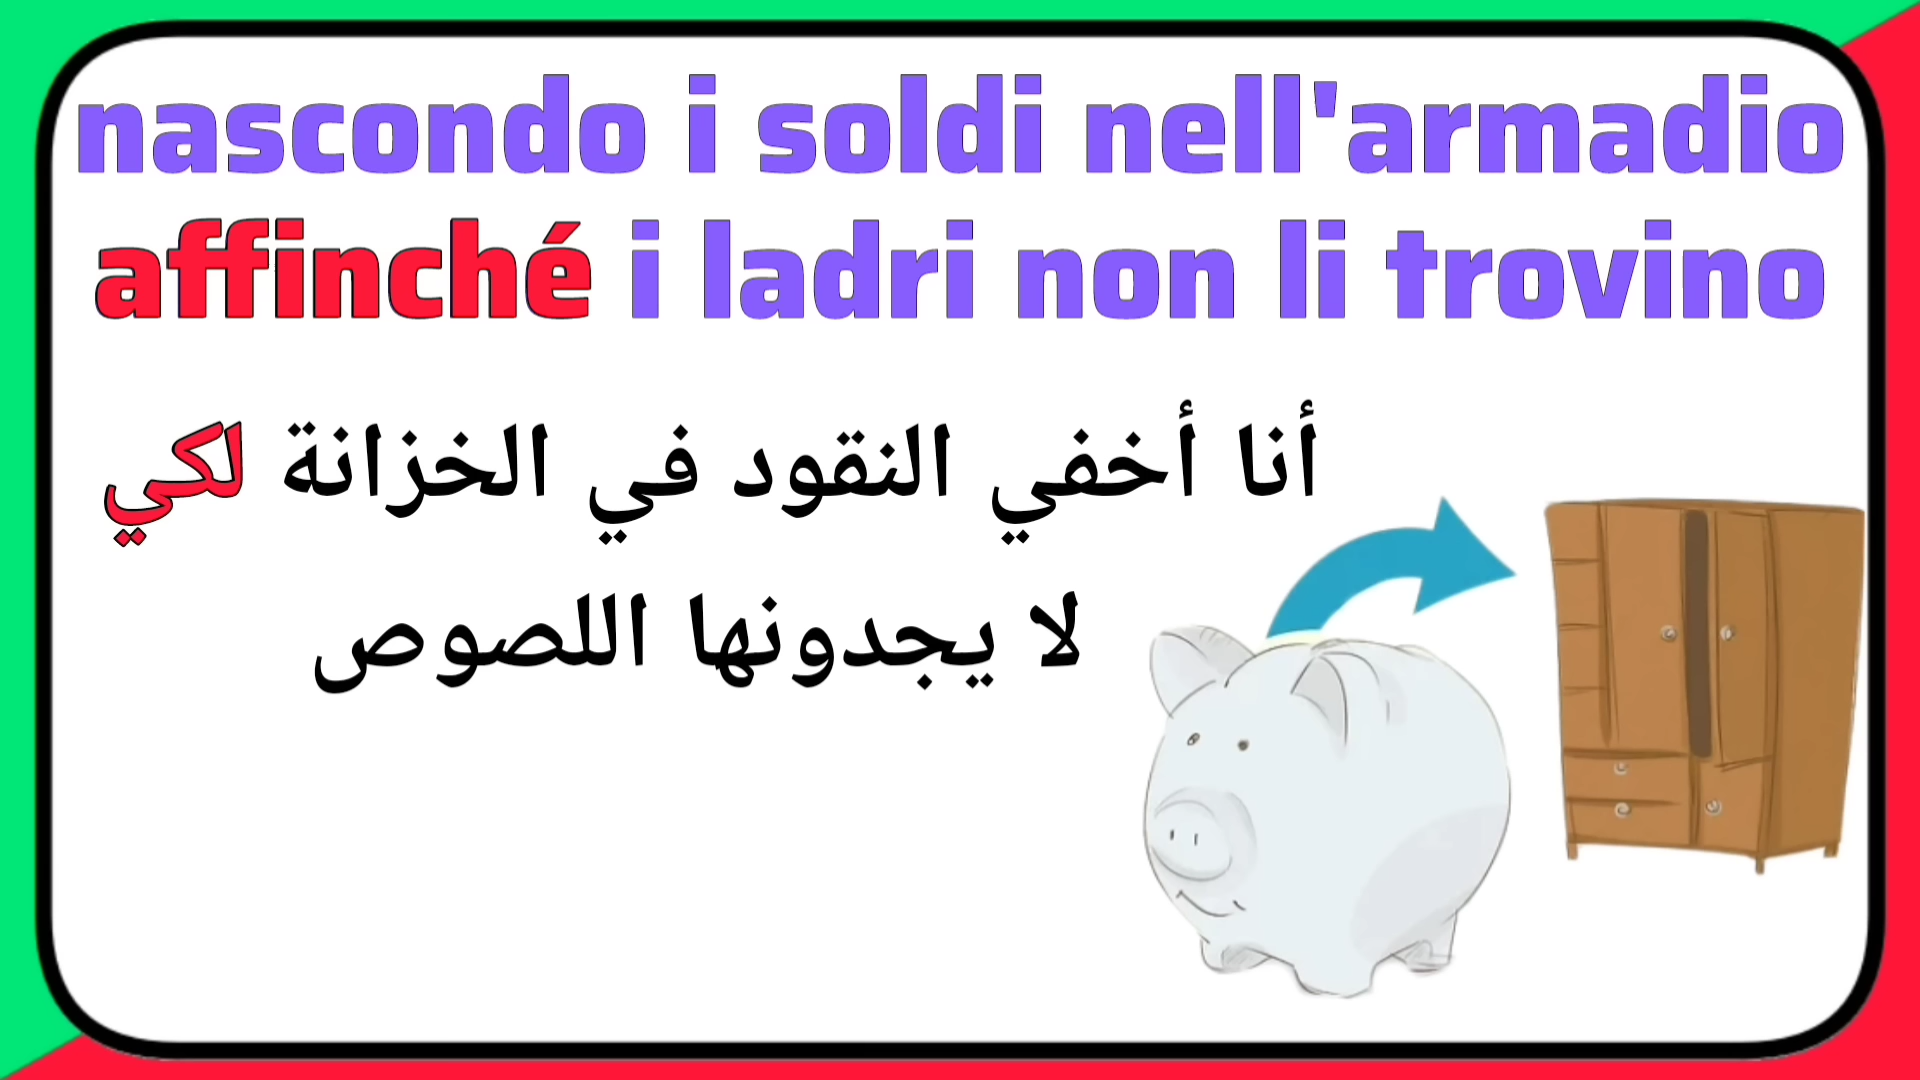 nascondo i soldi nell'armadio
affinché i ladri non li trovino
أنا أخفي النقود في الخزانة لكي
لا يجدونها اللصوص